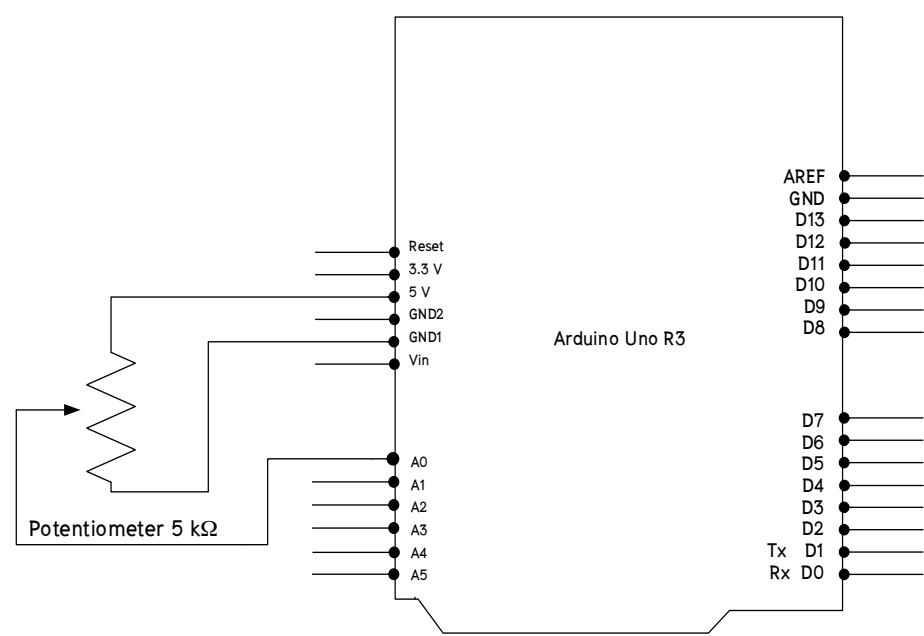 Reset
3.3 V
5 V
GND2
GND1
Vin
A0
A1
A2
A3
A4
A5
Potentiometer 5 kΩ
Arduino Uno R3
AREF
GND
D13
D12
D11
D10
D9
D8
D7
D6
D5
D4
D3
D2
Tx D1
Rx D0